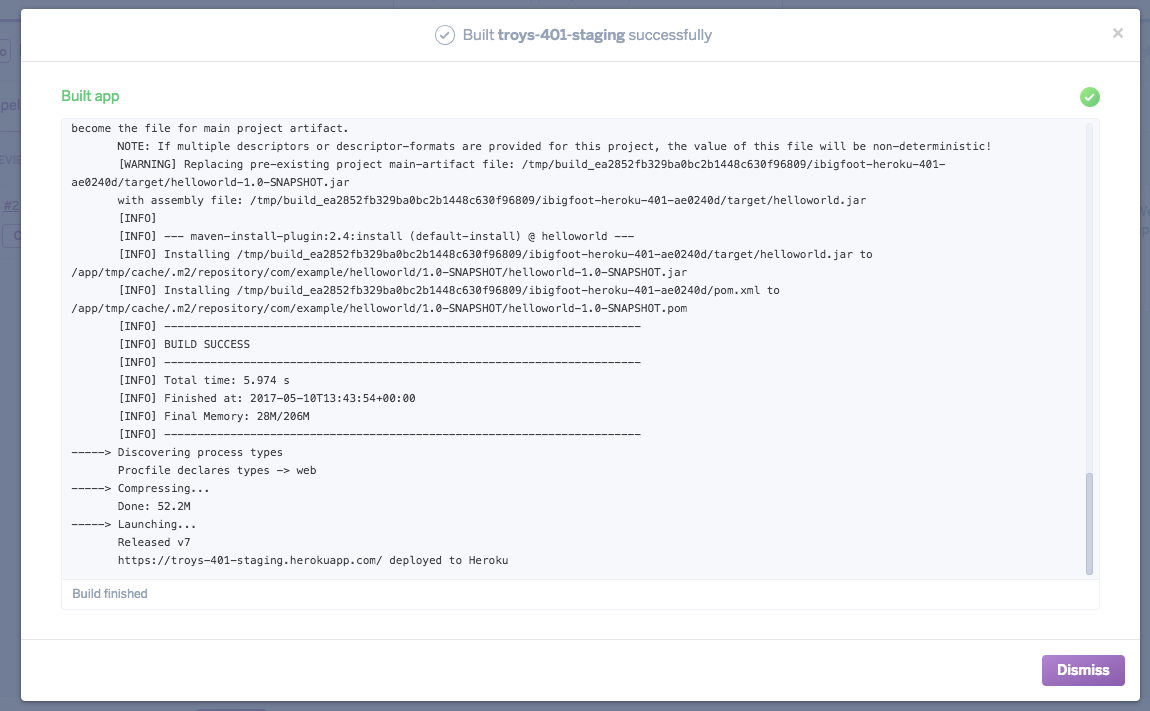 Built troys-401-staging successfully
×
Built app
become the file for main project artifact.
NOTE: If multiple descriptors or descriptor-formats are provided for this project, the value of this file will be non-deterministic!
[WARNING] Replacing pre-existing project main-artifact file: /tmp/build_ea2852fb329ba0bc2b1448c630f96809/ibigfoot-heroku-401-
ae0240d/target/helloworld-1.0-SNAPSHOT.jar
with assembly file: /tmp/build_ea2852fb329ba0bc2b1448c630f96809/ibigfoot-heroku-401-ae0240d/target/helloworld.jar
[INFO]
[INFO] --- maven-install-plugin:2.4:install (default-install) @ helloworld ---
[INFO] Installing /tmp/build_ea2852fb329ba0bc2b1448c630f96809/ibigfoot-heroku-401-ae0240d/target/helloworld.jar to
/app/tmp/cache/.m2/repository/com/example/helloworld/1.0-SNAPSHOT/helloworld-1.0-SNAPSHOT.jar
[INFO] Installing /tmp/build_ea2852fb329ba0bc2b1448c630f96809/ibigfoot-heroku-401-ae0240d/pom.xml to
/app/tmp/cache/.m2/repository/com/example/helloworld/1.0-SNAPSHOT/helloworld-1.0-SNAPSHOT.pom
[INFO] ------------------------------------------------------------------------
[INFO] BUILD SUCCESS
[INFO] ------------------------------------------------------------------------
[INFO] Total time: 5.974 s
[INFO] Finished at: 2017-05-10T13:43:54+00:00
[INFO] Final Memory: 28M/206M
[INFO] ------------------------------------------------------------------------
-----> Discovering process types
Procfile declares types -> web
-----> Compressing...
Done: 52.2M
-----> Launching...
Released v7
https://troys-401-staging.herokuapp.com/ deployed to Heroku
Build finished
Dismiss